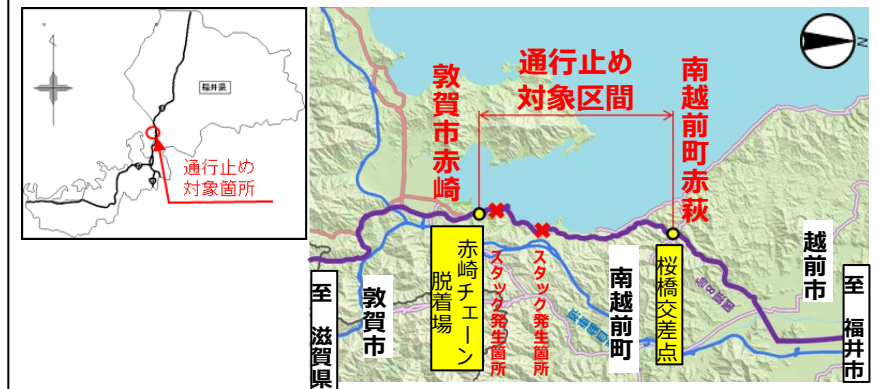 福井県
通行止め
対象箇所
通行止め
対象区間
敦賀市赤崎
南越前町赤萩
N
至 滋賀県
敦賀市
赤崎チェーン
脱着場
スタック発生箇所
スタック発生箇所
南越前町
桜橋交差点
越前市
至 福井市